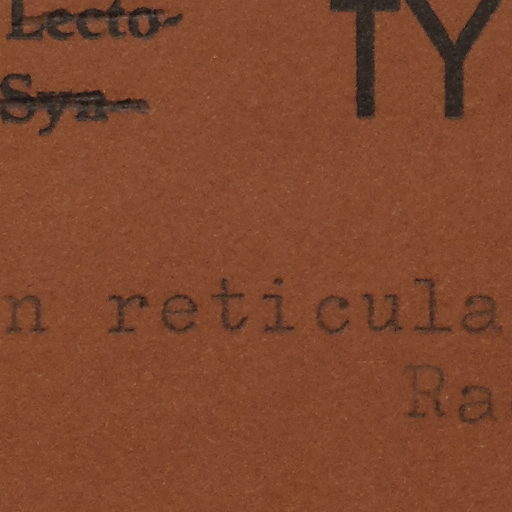 Lecto
TY
Syn
n reticula
Ra